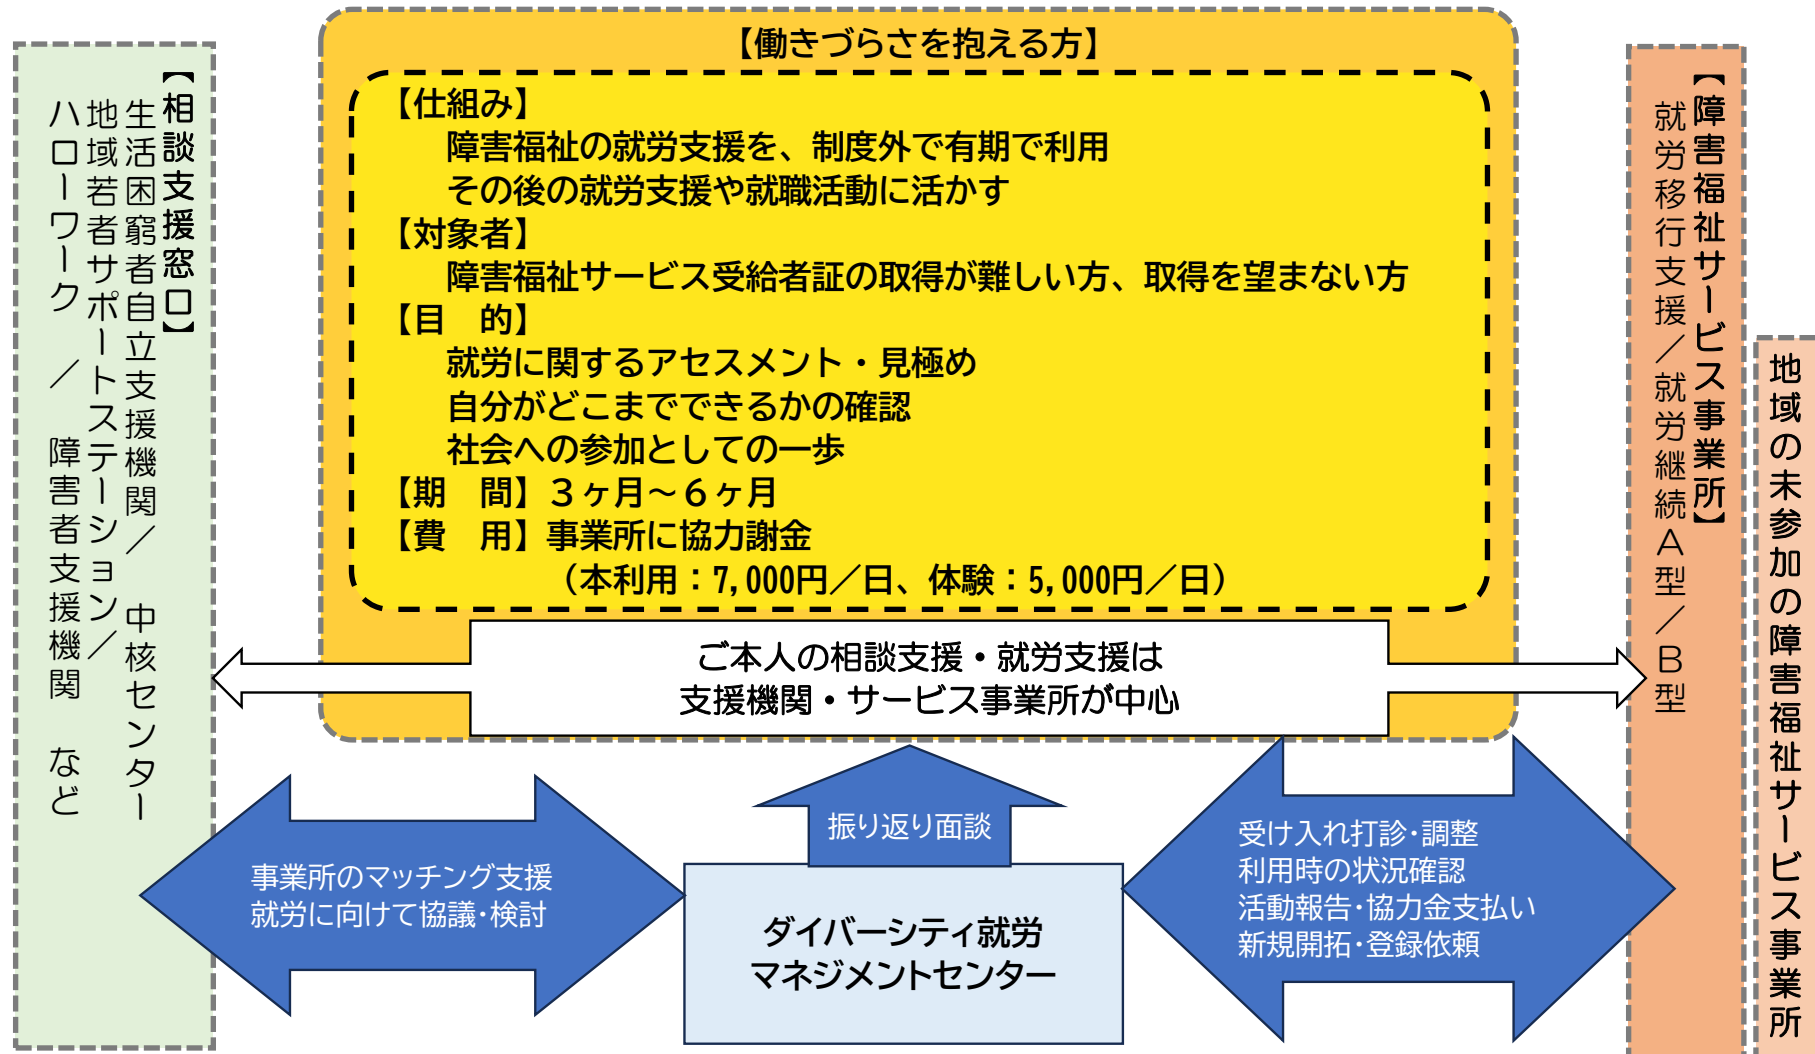 【働きづらさを抱える方】
【仕組み】
障害福祉の就労支援を、制度外で有期で利用
その後の就労支援や就職活動に活かす
【対象者】
障害福祉サービス受給者証の取得が難しい方、取得を望まない方
【目　的】
就労に関するアセスメント・見極め
自分がどこまでできるかの確認
社会への参加としての一歩
【期　間】３ヶ月～６ヶ月
【費　用】事業所に協力謝金
（本利用：7,000円／日、体験：5,000円／日）
ご本人の相談支援・就労支援は
支援機関・サービス事業所が中心
【相談支援窓口】
生活困窮者自立支援機関／　中核センター
地域若者サポートステーション／
ハローワーク　／　障害者支援機関　など
【障害福祉サービス事業所】
就労移行支援／就労継続Ａ型／Ｂ型
地域の未参加の障害福祉サービス事業所
事業所のマッチング支援
就労に向けて協議・検討
振り返り面談
ダイバーシティ就労
マネジメントセンター
受け入れ打診・調整
利用時の状況確認
活動報告・協力金支払い
新規開拓・登録依頼